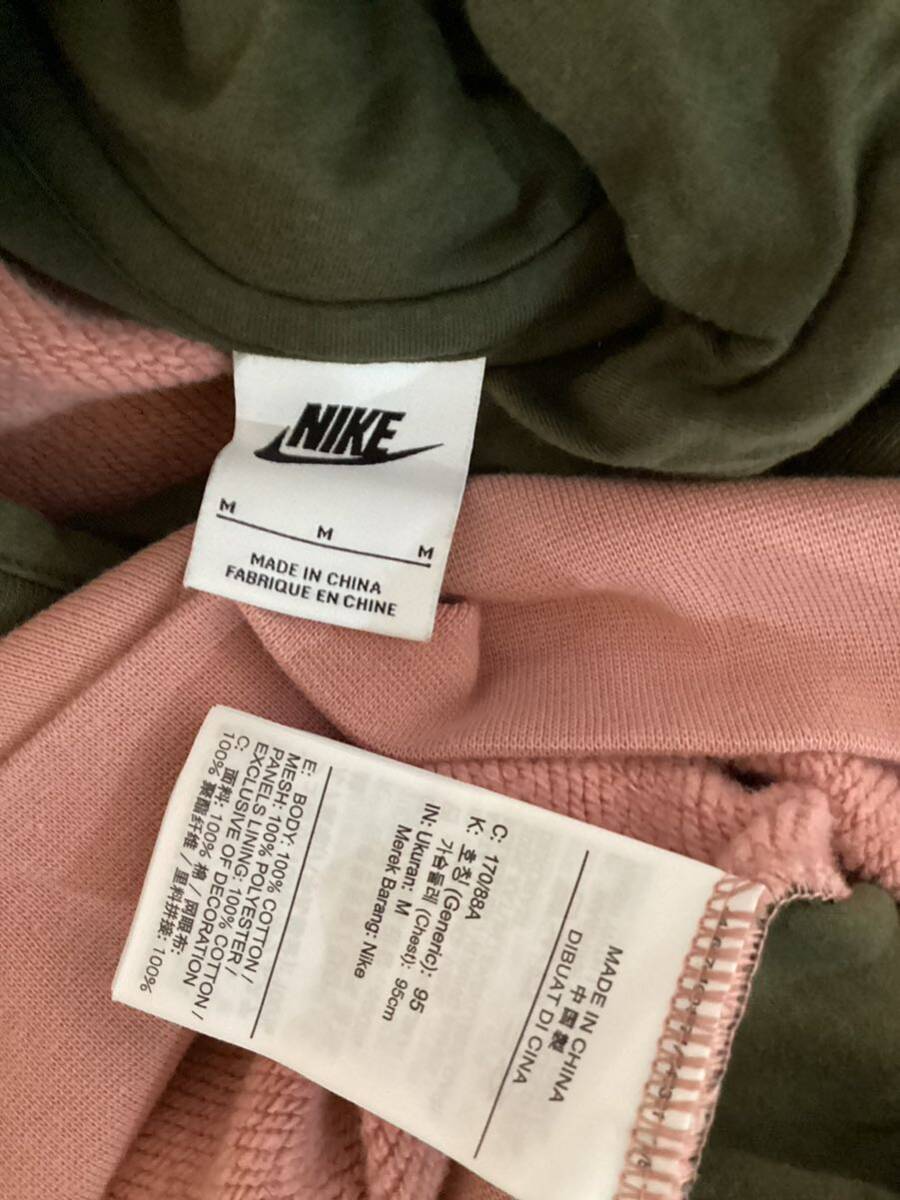 NIKE
M
M
M
MADE IN CHINA
FABRIQUE EN CHINE
MADE IN CHINA
中國製
DIBUAT DI CINA
C: 170/88A
K: 호칭 (Generic): 95
가슴둘레 (Chest): 95cm
IN: Ukuran: M
Merek Barang: Nike
E: BODY: 100% COTTON /
MESH: 100% POLYESTER /
PANELS LINING: 100% COTTON /
EXCLUSIVE OF DECORATION
C: 面料: 100% 棉 / 网眼布:
100% 聚酯纤维 / 里料拼接: 100%